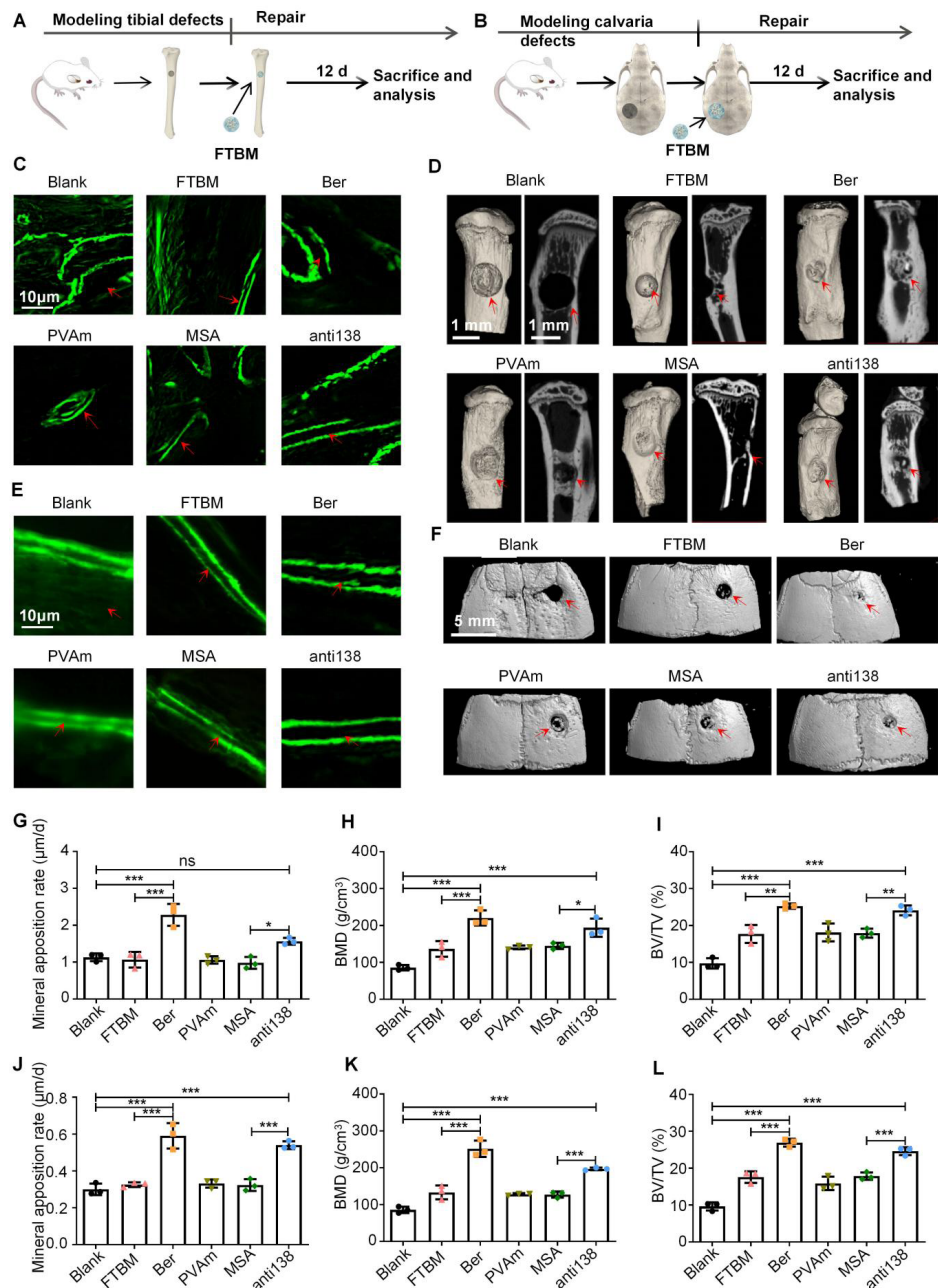 A
Modeling tibial defects
Repair
12 d
Sacrifice and
analysis
FTBM
B
Modeling calvaria
defects
Repair
12 d
Sacrifice and
analysis
FTBM
C
Blank
FTBM
Ber
10μm
PVAm
MSA
anti138
D
Blank
FTBM
Ber
1 mm
1 mm
PVAm
MSA
anti138
E
Blank
FTBM
Ber
10μm
PVAm
MSA
anti138
F
Blank
FTBM
Ber
5 mm
PVAm
MSA
anti138
G
Mineral apposition rate (μm/d)
4
3
2
1
0
ns
***
***
*
Blank
FTBM
Ber
PVAm
MSA
anti138
H
BMD (g/cm³)
400
300
200
100
0
***
***
***
*
Blank
FTBM
Ber
PVAm
MSA
anti138
I
BV/TV (%)
40
30
20
10
0
***
***
**
**
Blank
FTBM
Ber
PVAm
MSA
anti138
J
Mineral apposition rate (μm/d)
0.8
0.6
0.4
0.2
0.0
***
***
***
***
Blank
FTBM
Ber
PVAm
MSA
anti138
K
BMD (g/cm³)
400
300
200
100
0
***
***
***
***
Blank
FTBM
Ber
PVAm
MSA
anti138
L
BV/TV (%)
40
30
20
10
0
***
***
***
***
Blank
FTBM
Ber
PVAm
MSA
anti138